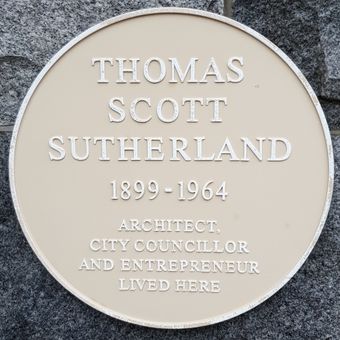 THOMAS
SCOTT
SUTHERLAND
1899-1964
ARCHITECT,
CITY COUNCILLOR
AND ENTREPRENEUR
LIVED HERE